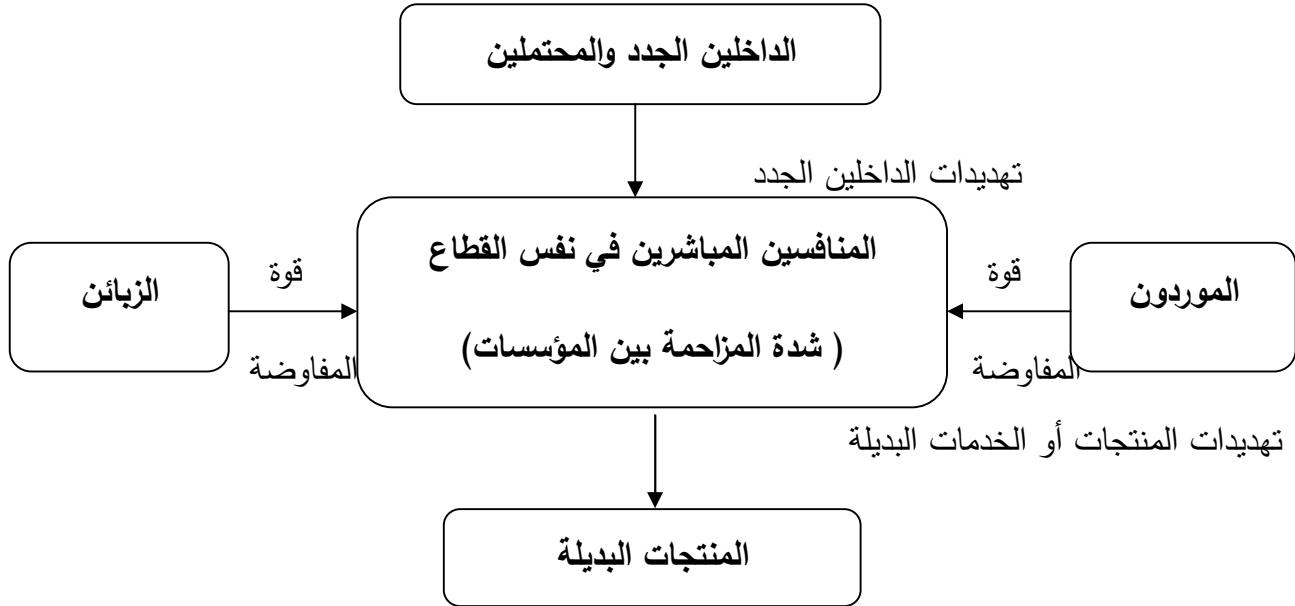 الداخلين الجدد والمحتملين
تهديدات الداخلين الجدد
المنافسين المباشرين في نفس القطاع
( شدة المزاحمة بين المؤسسات)
الموردون
قوة
المفاوضة
الزبائن
قوة
المفاوضة
تهديدات المنتجات أو الخدمات البديلة
المنتجات البديلة